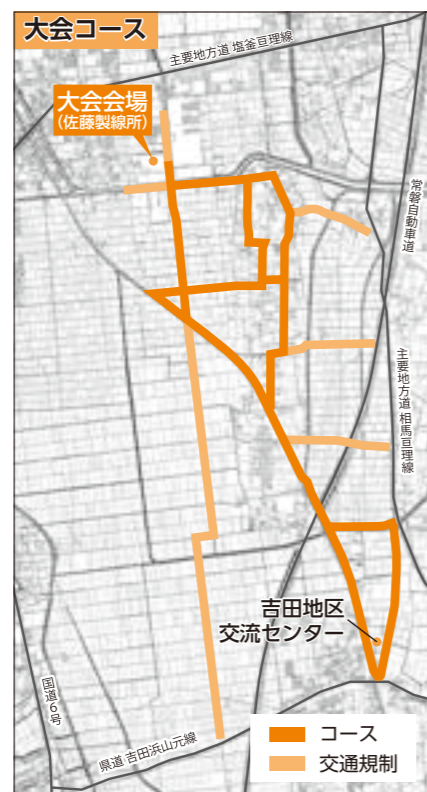 大会コース
主要地方道 塩釜亘理線
大会会場
(佐藤製線所)
常磐自動車道
主要地方道 相馬亘理線
吉田地区
交流センター
国道6号
県道 吉田浜山元線
コース
交通規制